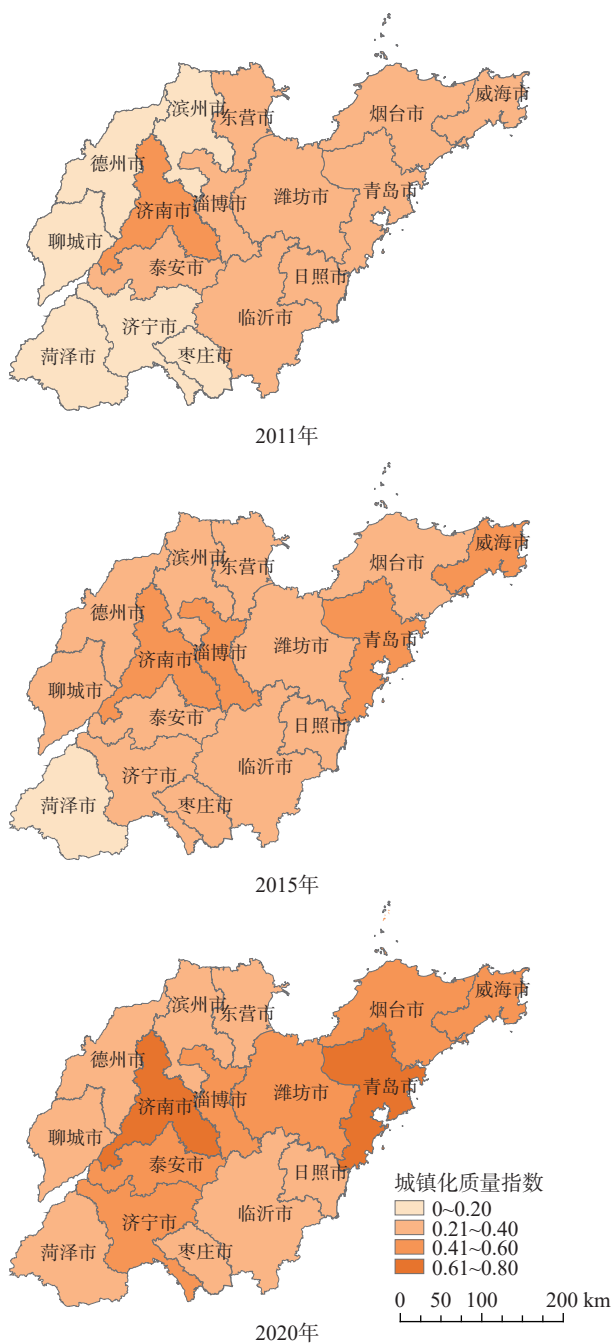 滨州市
东营市
烟台市
威海市
德州市
济南市
淄博市
潍坊市
青岛市
聊城市
泰安市
日照市
济宁市
临沂市
菏泽市
枣庄市
2011年
滨州市
东营市
烟台市
威海市
德州市
济南市
淄博市
潍坊市
青岛市
聊城市
泰安市
日照市
济宁市
临沂市
菏泽市
枣庄市
2015年
滨州市
东营市
烟台市
威海市
德州市
济南市
淄博市
潍坊市
青岛市
聊城市
泰安市
日照市
济宁市
临沂市
菏泽市
枣庄市
城镇化质量指数
0~0.20
0.21~0.40
0.41~0.60
0.61~0.80
0 50 100 200 km
2020年